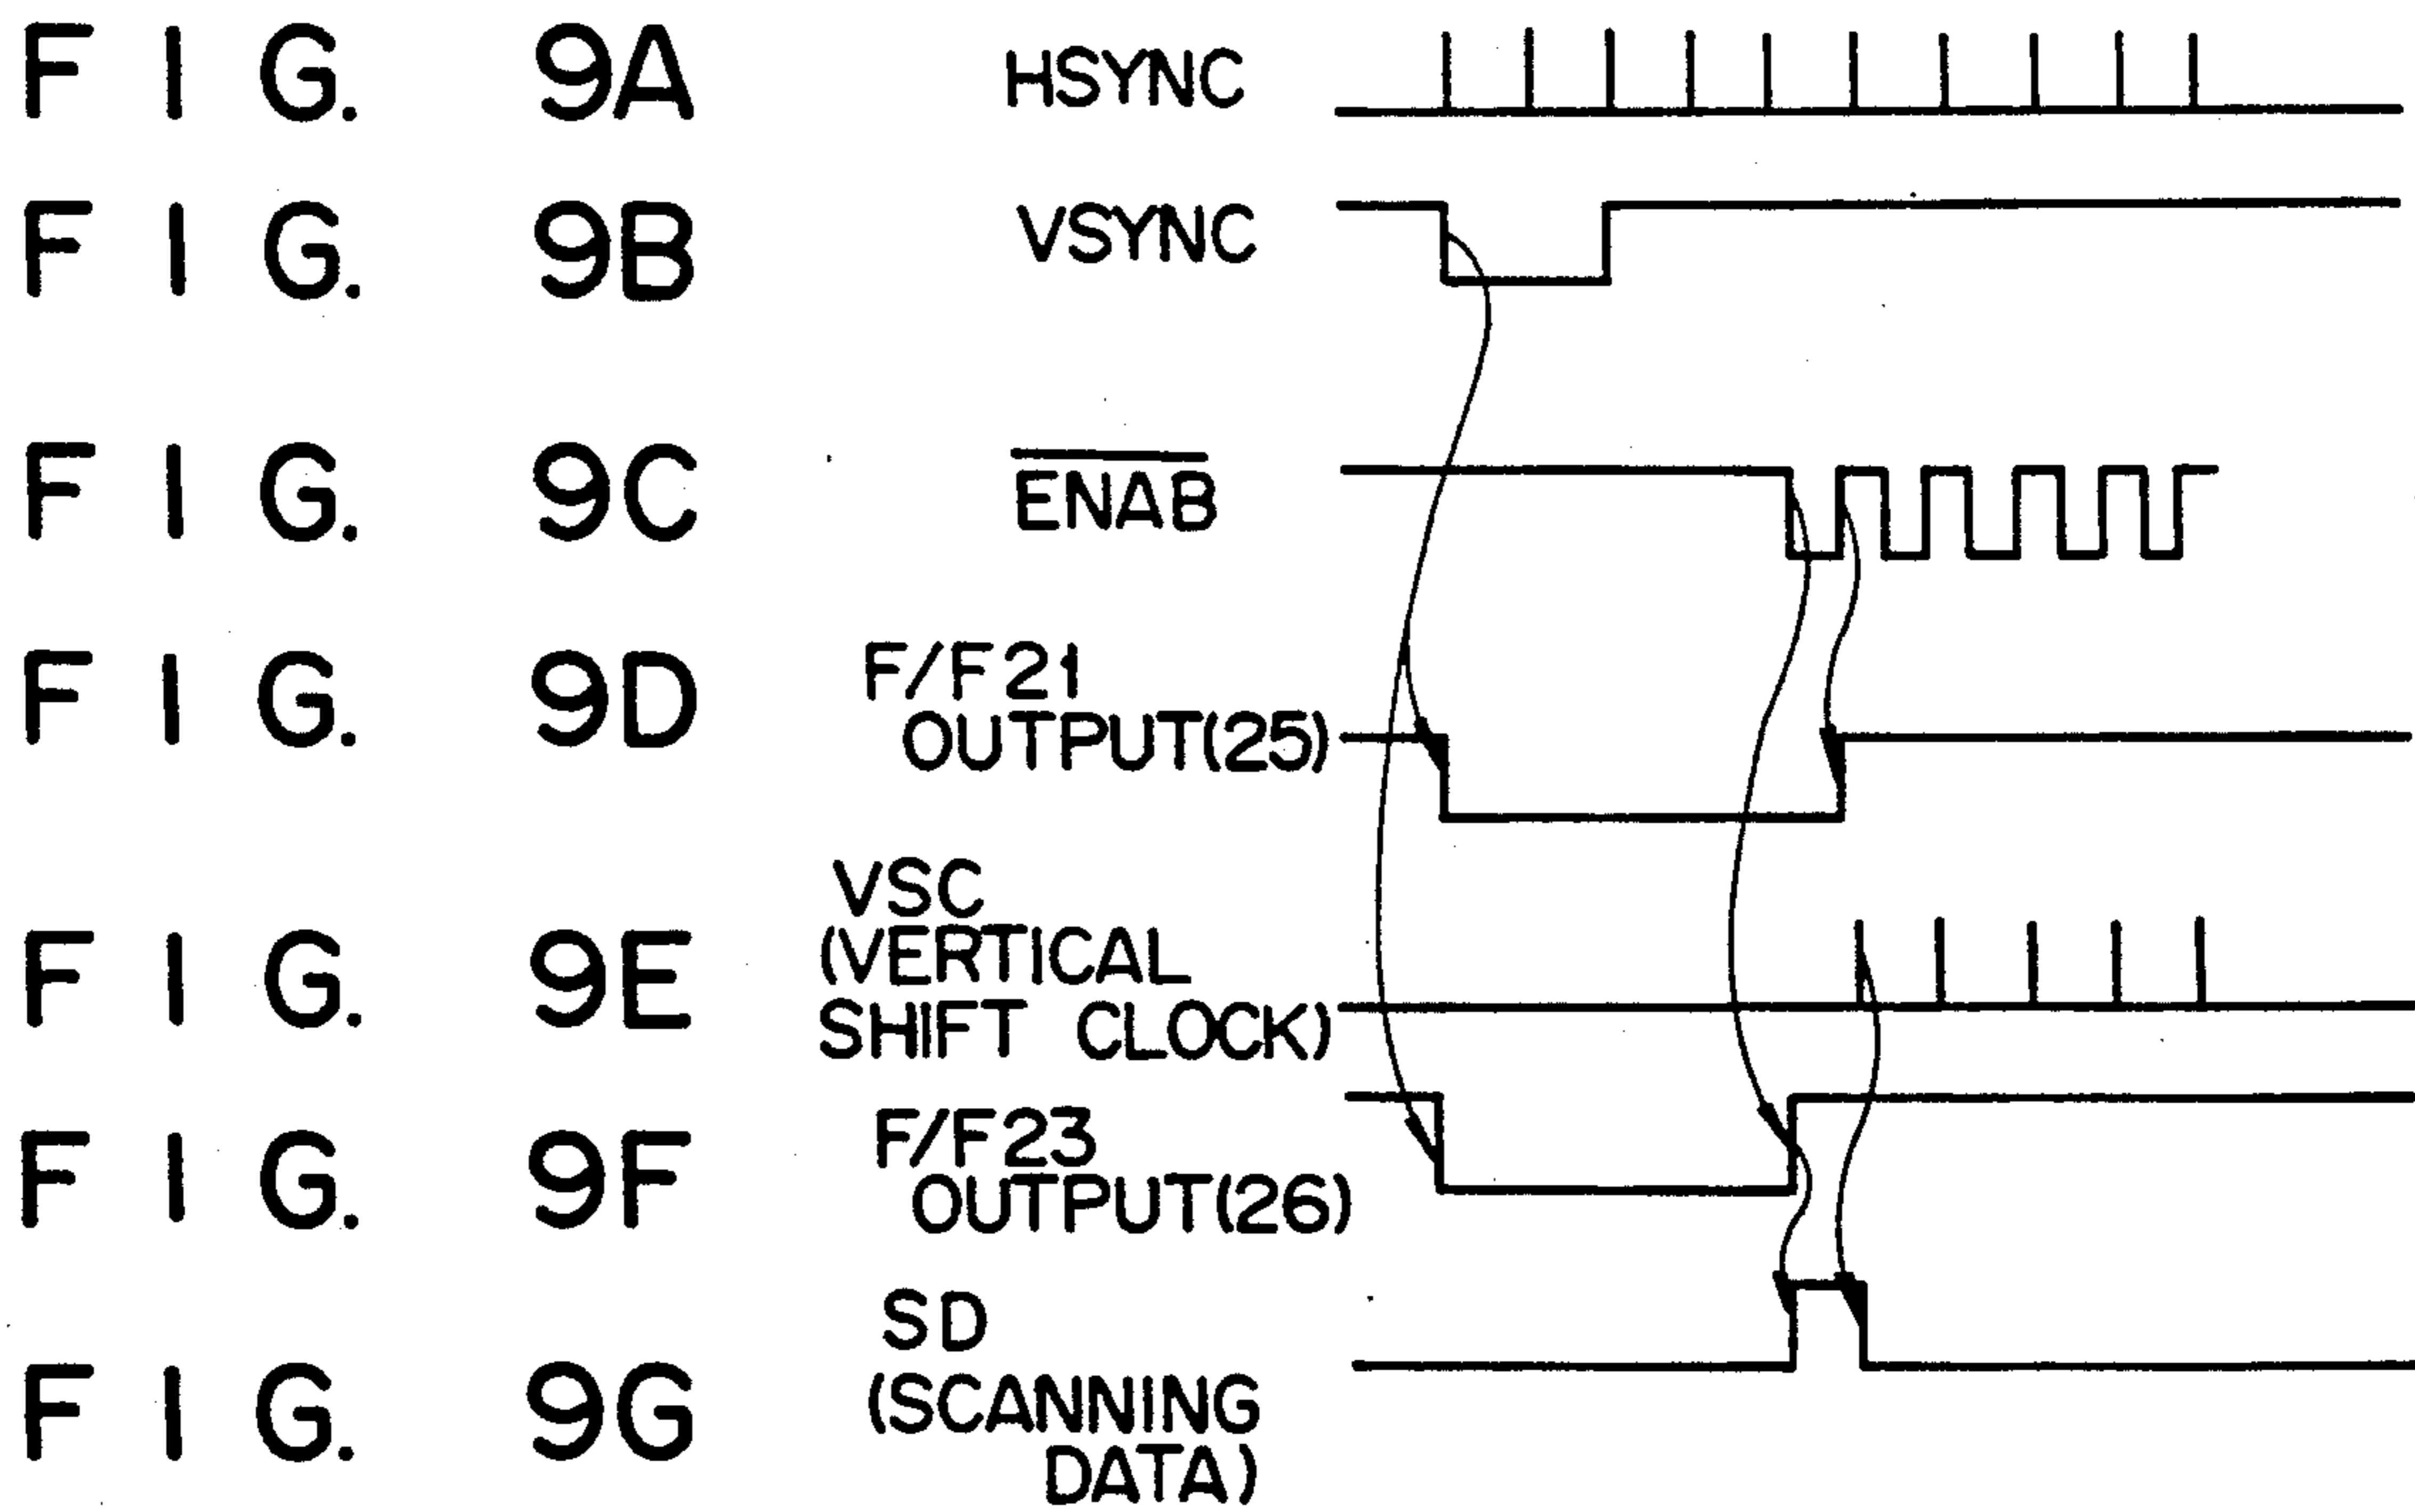 FIG. 9A HSYNC
FIG. 9B VSYNC
FIG. 9C E̅N̅A̅B̅
FIG. 9D F/F21
OUTPUT(25)
FIG. 9E VSC
(VERTICAL
SHIFT CLOCK)
FIG. 9F F/F23
OUTPUT(26)
FIG. 9G SD
(SCANNING
DATA)